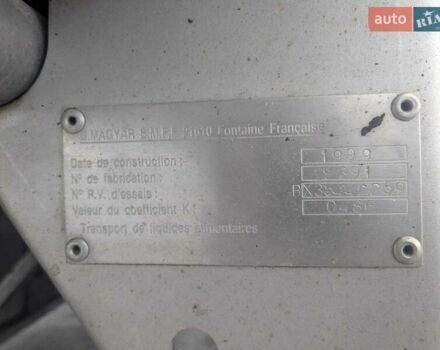 auto RIA
S.MAGYAR S.M.F.F. 21610 Fontaine Française
Date de construction : 1999
N° de fabrication :
N° R.V. d'essais :
Valeur du coefficient K :
Transport de liquides alimentaires